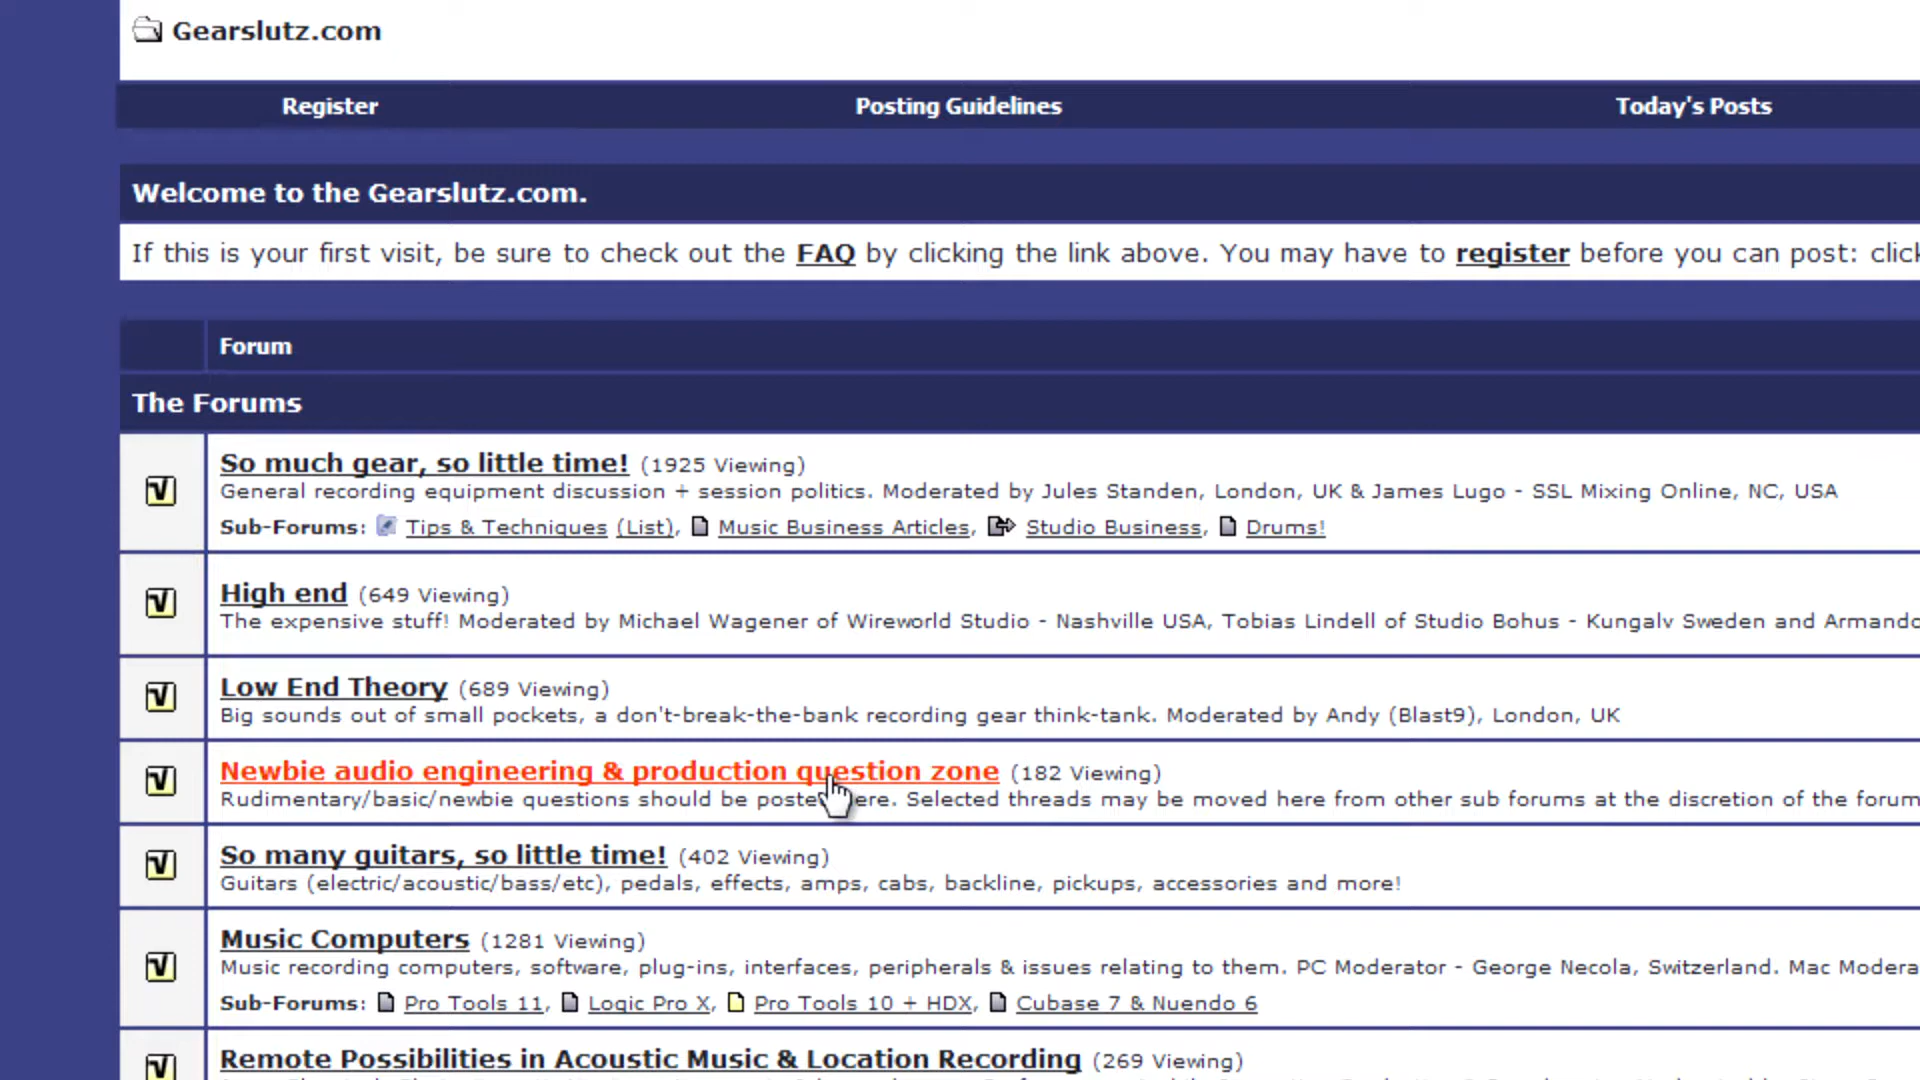 Gearslutz.com
Register Posting Guidelines Today's Posts
Welcome to the Gearslutz.com.
If this is your first visit, be sure to check out the FAQ by clicking the link above. You may have to register before you can post: click
Forum
The Forums
So much gear, so little time! (1925 Viewing)
General recording equipment discussion + session politics. Moderated by Jules Standen, London, UK & James Lugo - SSL Mixing Online, NC, USA
Sub-Forums: Tips & Techniques (List), Music Business Articles, Studio Business, Drums!
High end (649 Viewing)
The expensive stuff! Moderated by Michael Wagener of Wireworld Studio - Nashville USA, Tobias Lindell of Studio Bohus - Kungalv Sweden and Armando
Low End Theory (689 Viewing)
Big sounds out of small pockets, a don't-break-the-bank recording gear think-tank. Moderated by Andy (Blast9), London, UK
Newbie audio engineering & production question zone (182 Viewing)
Rudimentary/basic/newbie questions should be posted here. Selected threads may be moved here from other sub forums at the discretion of the forum
So many guitars, so little time! (402 Viewing)
Guitars (electric/acoustic/bass/etc), pedals, effects, amps, cabs, backline, pickups, accessories and more!
Music Computers (1281 Viewing)
Music recording computers, software, plug-ins, interfaces, peripherals & issues relating to them. PC Moderator - George Necola, Switzerland. Mac Modera
Sub-Forums: Pro Tools 11, Logic Pro X, Pro Tools 10 + HDX, Cubase 7 & Nuendo 6
Remote Possibilities in Acoustic Music & Location Recording (269 Viewing)